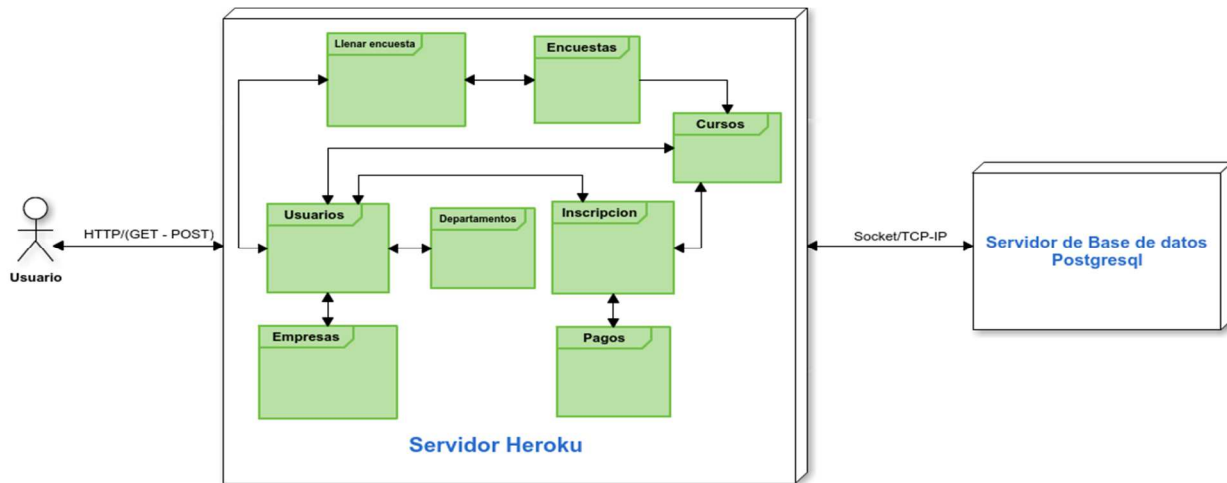 Llenar encuesta
Encuestas
Cursos
Usuarios
Departamentos
Inscripcion
HTTP/(GET - POST)
Socket/TCP-IP
Servidor de Base de datos
Postgresql
Usuario
Empresas
Pagos
Servidor Heroku